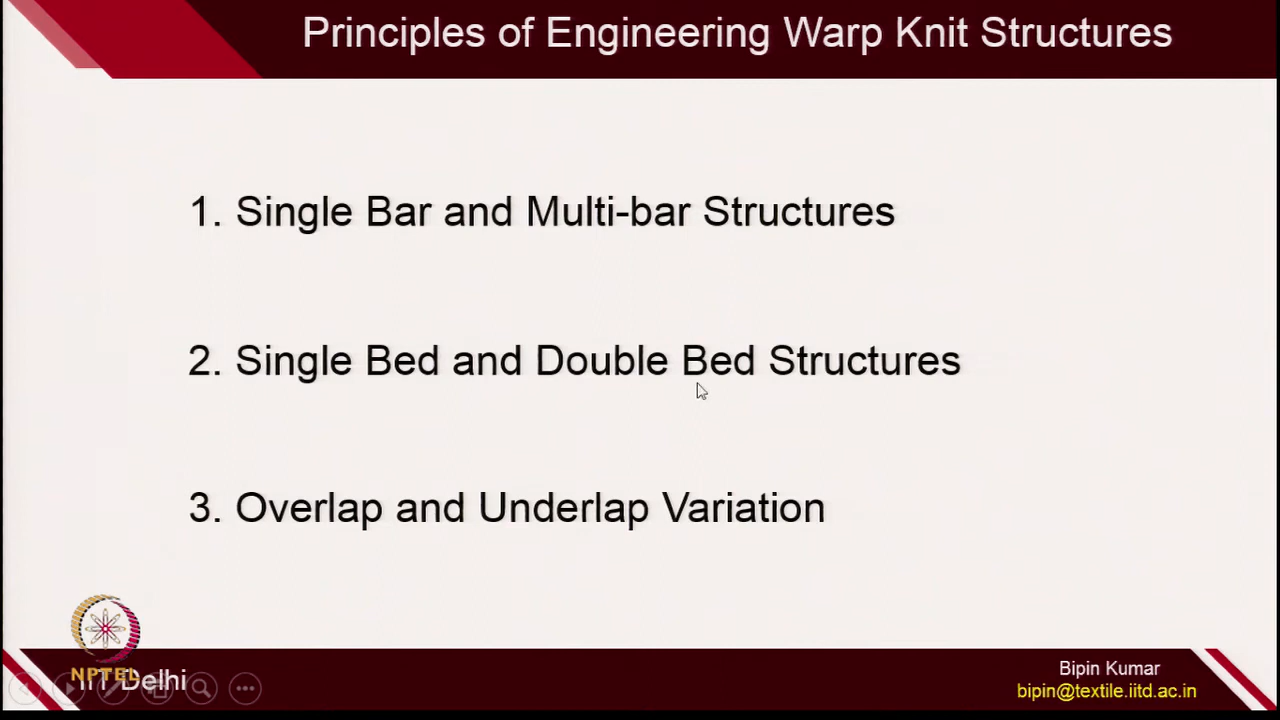 Principles of Engineering Warp Knit Structures
1. Single Bar and Multi-bar Structures
2. Single Bed and Double Bed Structures
3. Overlap and Underlap Variation
NPTEL
IIT Delhi
Bipin Kumar
bipin@textile.iitd.ac.in